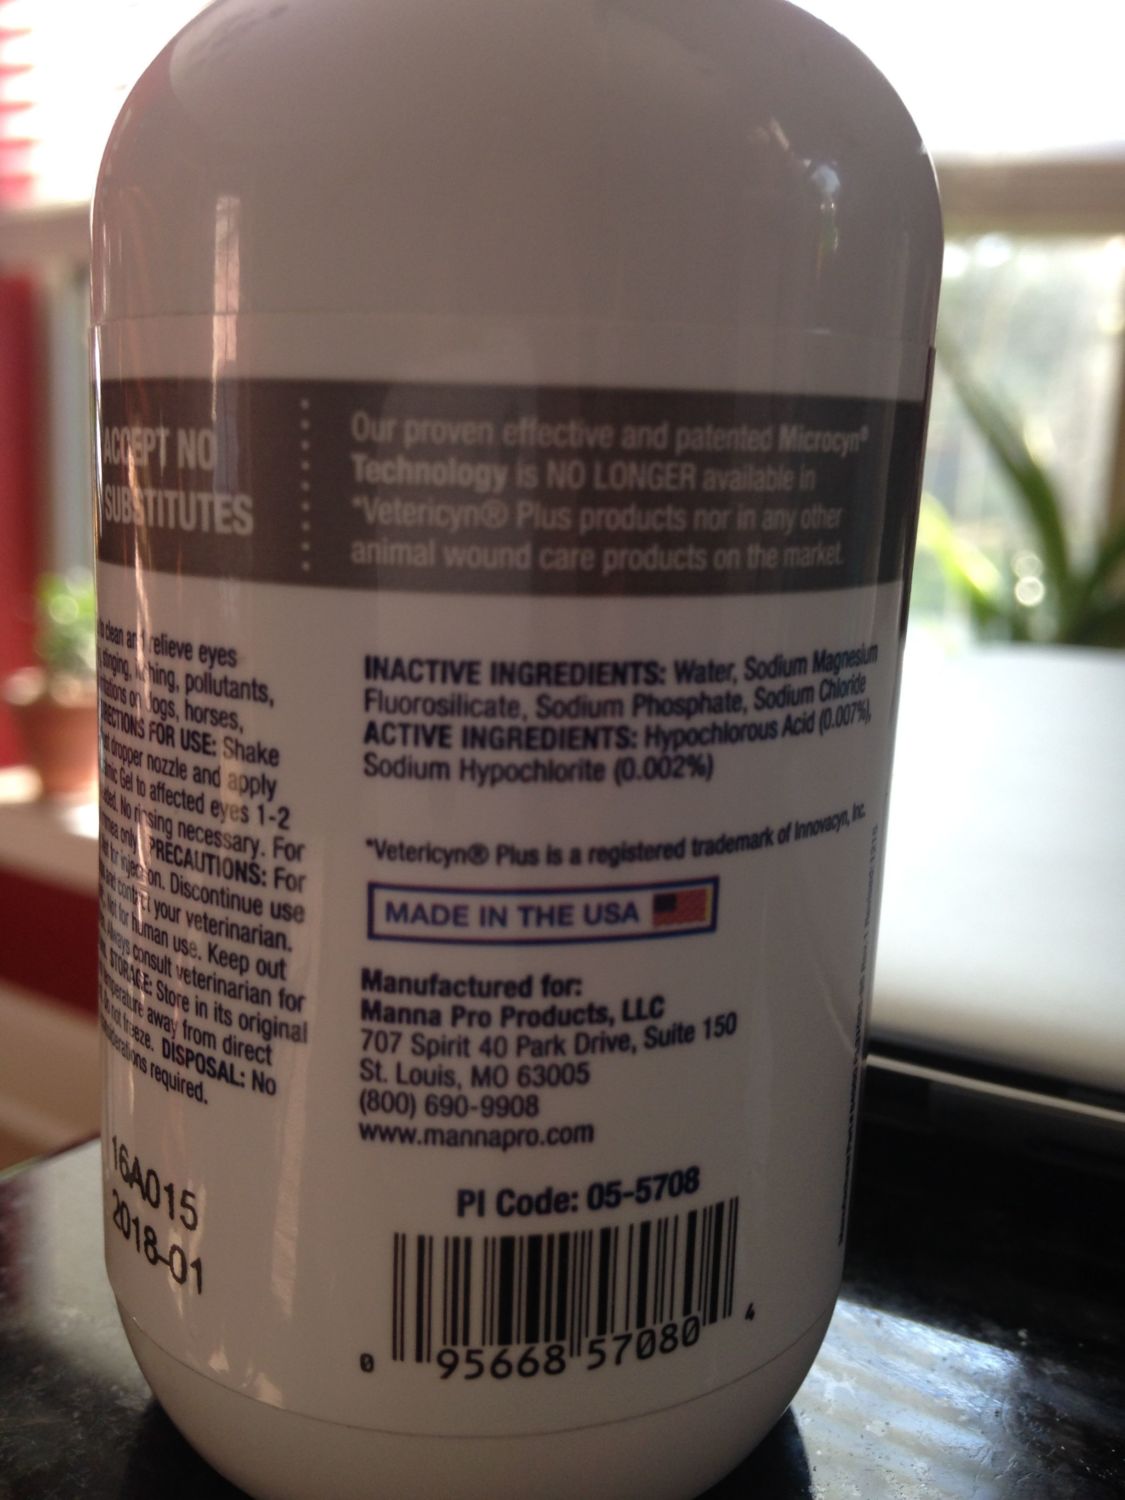 ACCEPT NO
SUBSTITUTES
Our proven effective and patented Microcyn®
Technology is NO LONGER available in
*Vetericyn® Plus products nor in any other
animal wound care products on the market.
clean and relieve eyes
stinging, itching, pollutants,
on dogs, horses,
DIRECTIONS FOR USE: Shake
dropper nozzle and apply
Gel to affected eyes 1-2
No rinsing necessary. For
only. PRECAUTIONS: For
for injection. Discontinue use
and contact your veterinarian.
Not for human use. Keep out
Always consult veterinarian for
STORAGE: Store in its original
temperature away from direct
not freeze. DISPOSAL: No
required.
16A015
2018-01
INACTIVE INGREDIENTS: Water, Sodium Magnesium
Fluorosilicate, Sodium Phosphate, Sodium Chloride
ACTIVE INGREDIENTS: Hypochlorous Acid (0.007%),
Sodium Hypochlorite (0.002%)
*Vetericyn® Plus is a registered trademark of Innovacyn, Inc.
MADE IN THE USA
Manufactured for:
Manna Pro Products, LLC
707 Spirit 40 Park Drive, Suite 150
St. Louis, MO 63005
(800) 690-9908
www.mannapro.com
PI Code: 05-5708
0 95668 57080 4